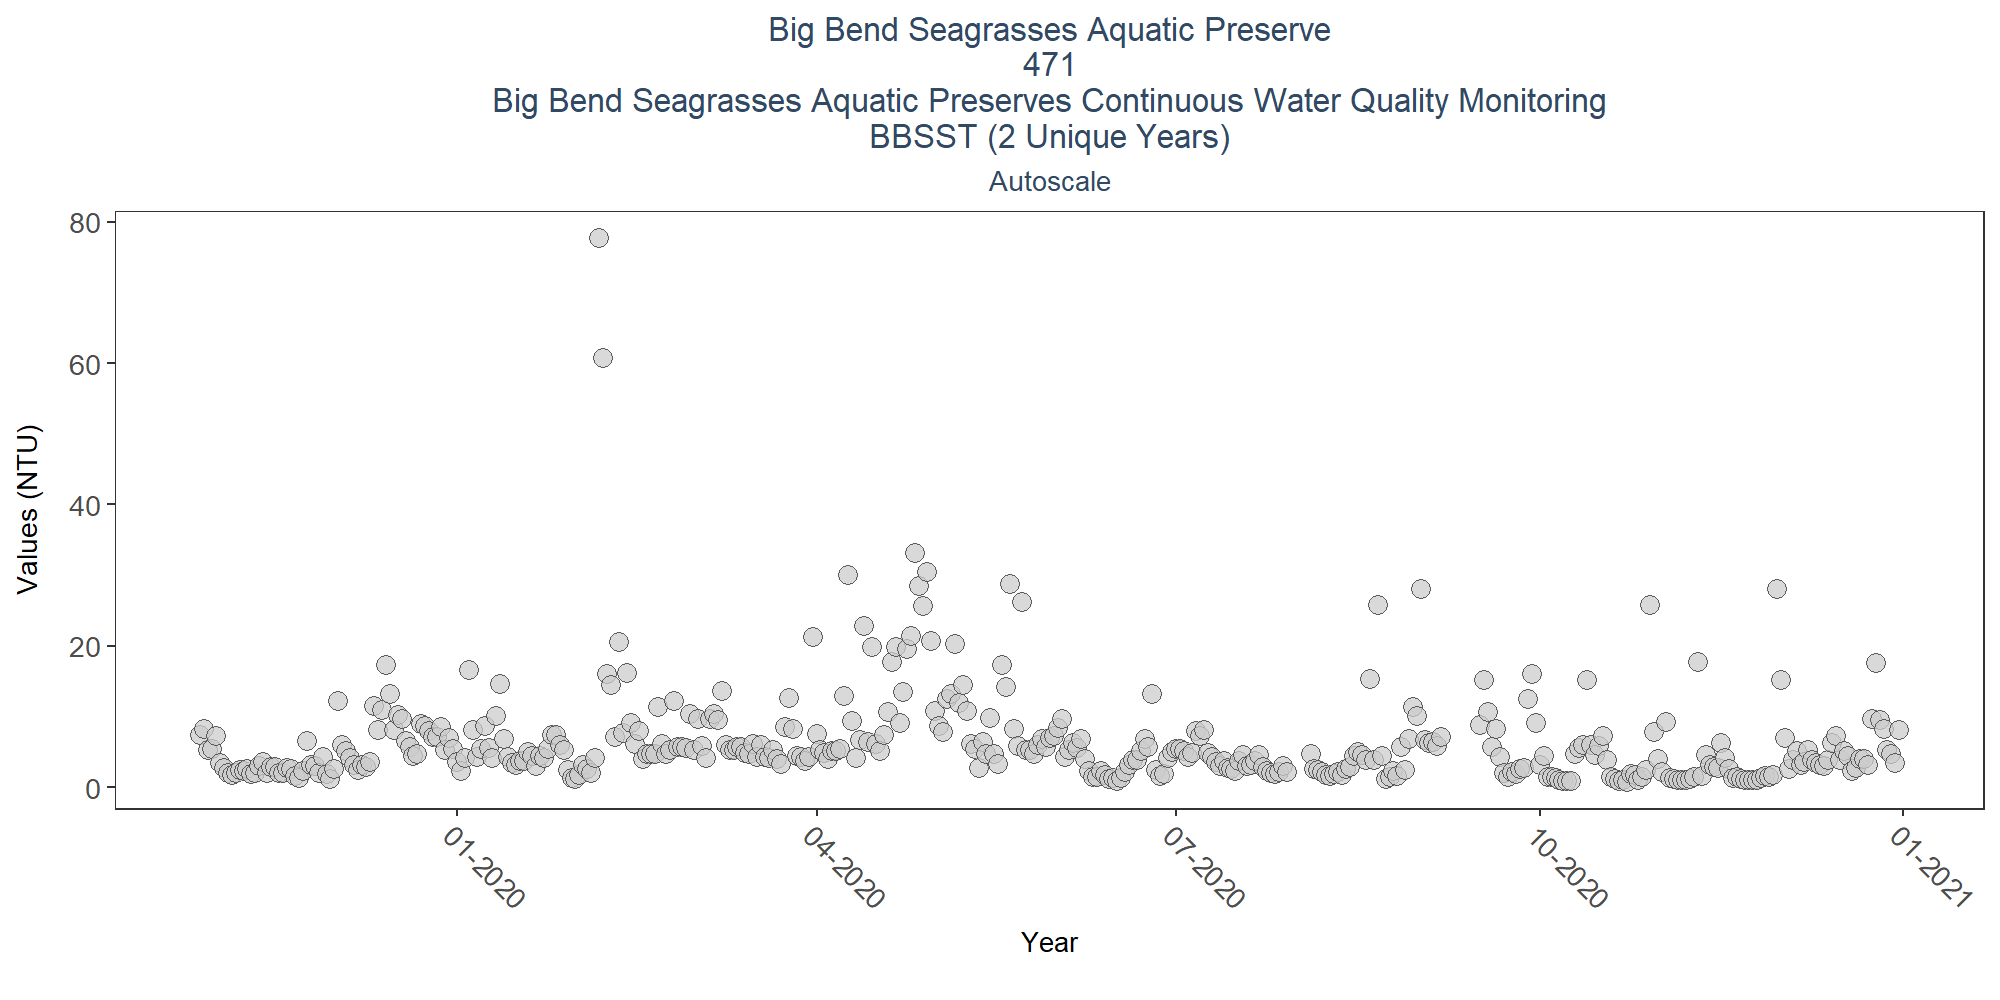 Big Bend Seagrasses Aquatic Preserve
471
Big Bend Seagrasses Aquatic Preserves Continuous Water Quality Monitoring
BBSST (2 Unique Years)
Autoscale
80
60
40
20
0
Values (NTU)
01-2020
04-2020
07-2020
10-2020
01-2021
Year